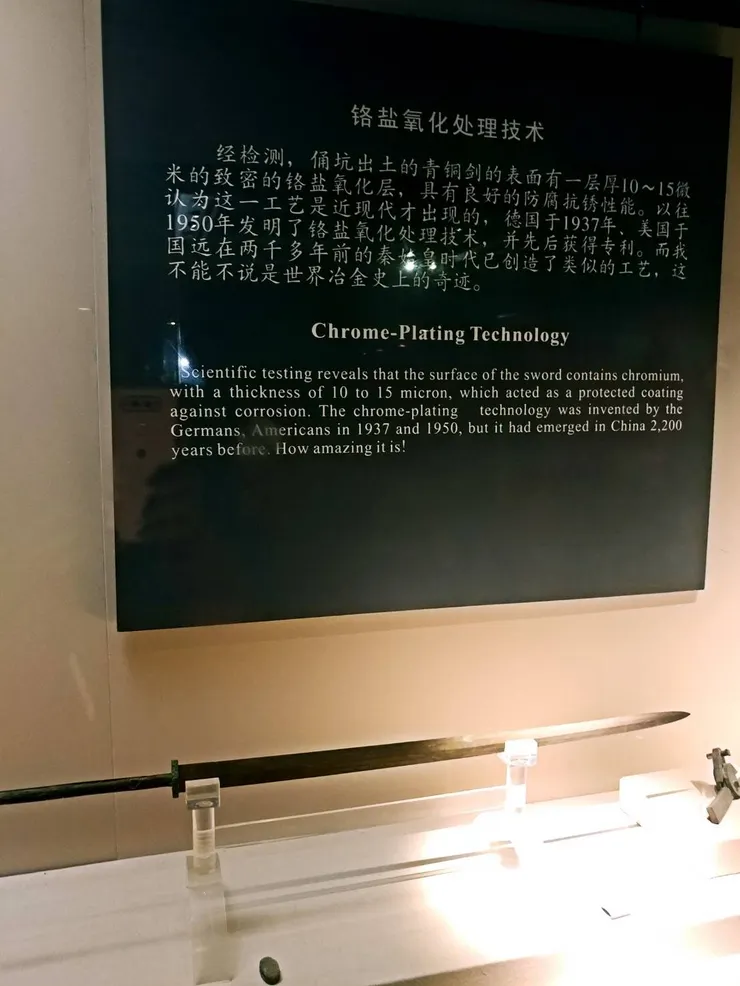 铬盐氧化处理技术
经检测，俑坑出土的青铜剑的表面有一层厚10～15微
米的致密的铬盐氧化层，具有良好的防腐抗锈性能。以往
认为这一工艺是近现代才出现的，德国于1937年、美国于
1950年发明了铬盐氧化处理技术，并先后获得专利。而我
国远在两千多年前的秦始皇时代已创造了类似的工艺，这
不能不说是世界冶金史上的奇迹。
Chrome-Plating Technology
Scientific testing reveals that the surface of the sword contains chromium,
with a thickness of 10 to 15 micron, which acted as a protected coating
against corrosion. The chrome-plating technology was invented by the
Germans, Americans in 1937 and 1950, but it had emerged in China 2,200
years before. How amazing it is!